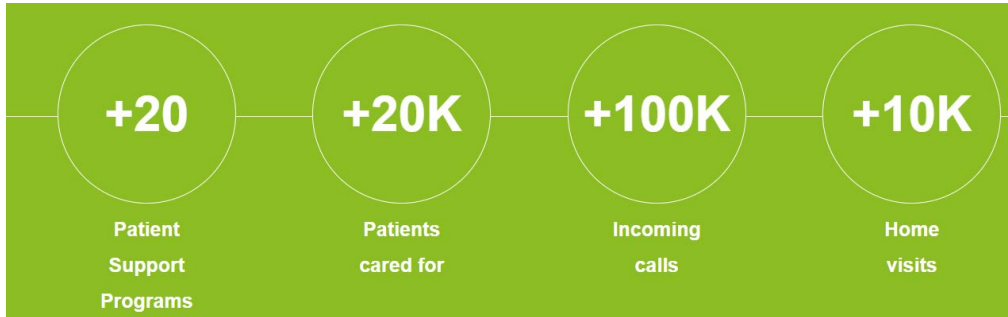 +20
Patient
Support
Programs
+20K
Patients
cared for
+100K
Incoming
calls
+10K
Home
visits